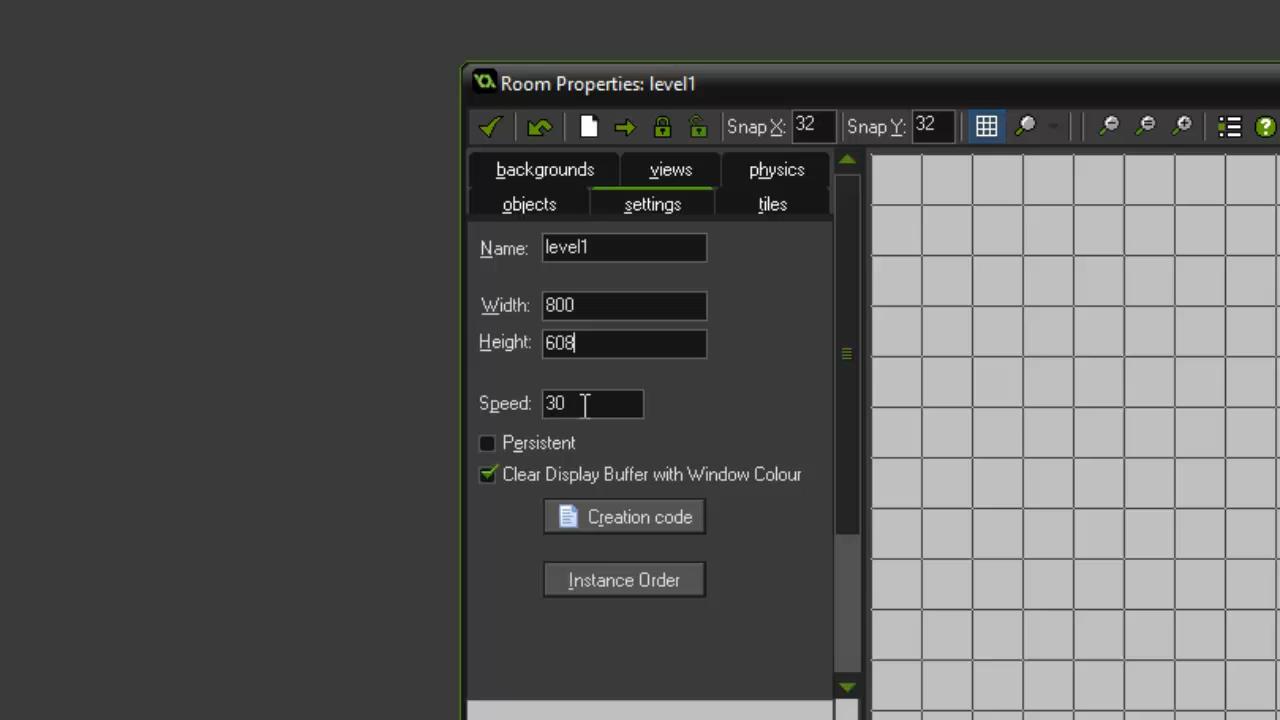 Room Properties: level1
Snap X: 32 Snap Y: 32
backgrounds views physics
objects settings tiles
Name: level1
Width: 800
Height: 608
Speed: 30
Persistent
Clear Display Buffer with Window Colour
Creation code
Instance Order